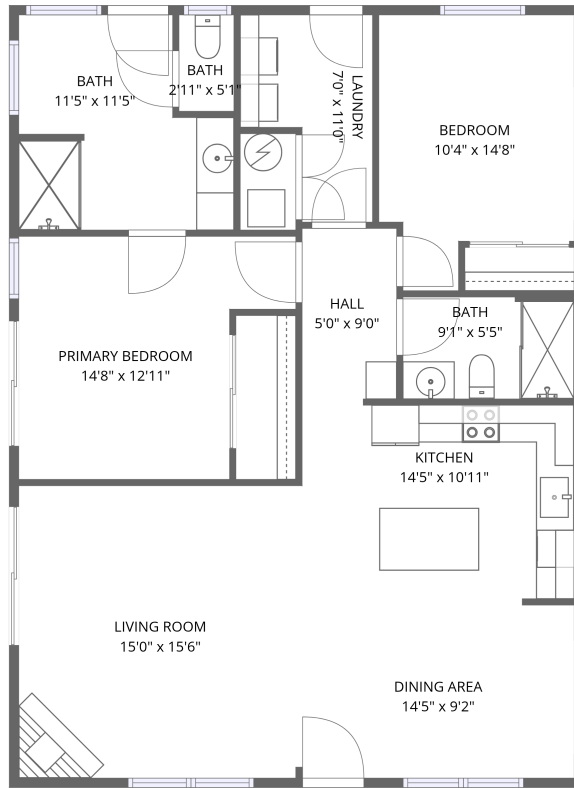 BATH
11'5" x 11'5"
BATH
2'11" x 5'1"
LAUNDRY
7'0" x 11'0"
BEDROOM
10'4" x 14'8"
HALL
5'0" x 9'0"
BATH
9'1" x 5'5"
PRIMARY BEDROOM
14'8" x 12'11"
KITCHEN
14'5" x 10'11"
LIVING ROOM
15'0" x 15'6"
DINING AREA
14'5" x 9'2"